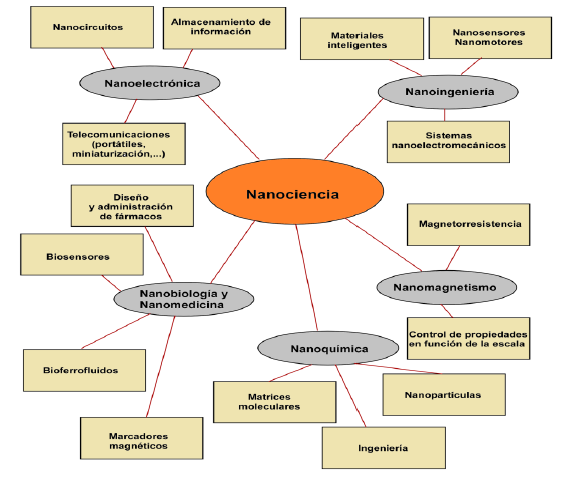 Nanocircuitos
Almacenamiento de
información
Nanoelectrónica
Telecomunicaciones
(portátiles,
miniaturización,...)
Materiales
inteligentes
Nanosensores
Nanomotores
Nanoingeniería
Sistemas
nanoelectromecánicos
Nanociencia
Diseño
y administración
de fármacos
Biosensores
Nanobiología y
Nanomedicina
Bioferrofluidos
Marcadores
magnéticos
Magnetorresistencia
Nanomagnetismo
Control de propiedades
en función de la escala
Nanoquímica
Matrices
moleculares
Ingeniería
Nanoparticulas